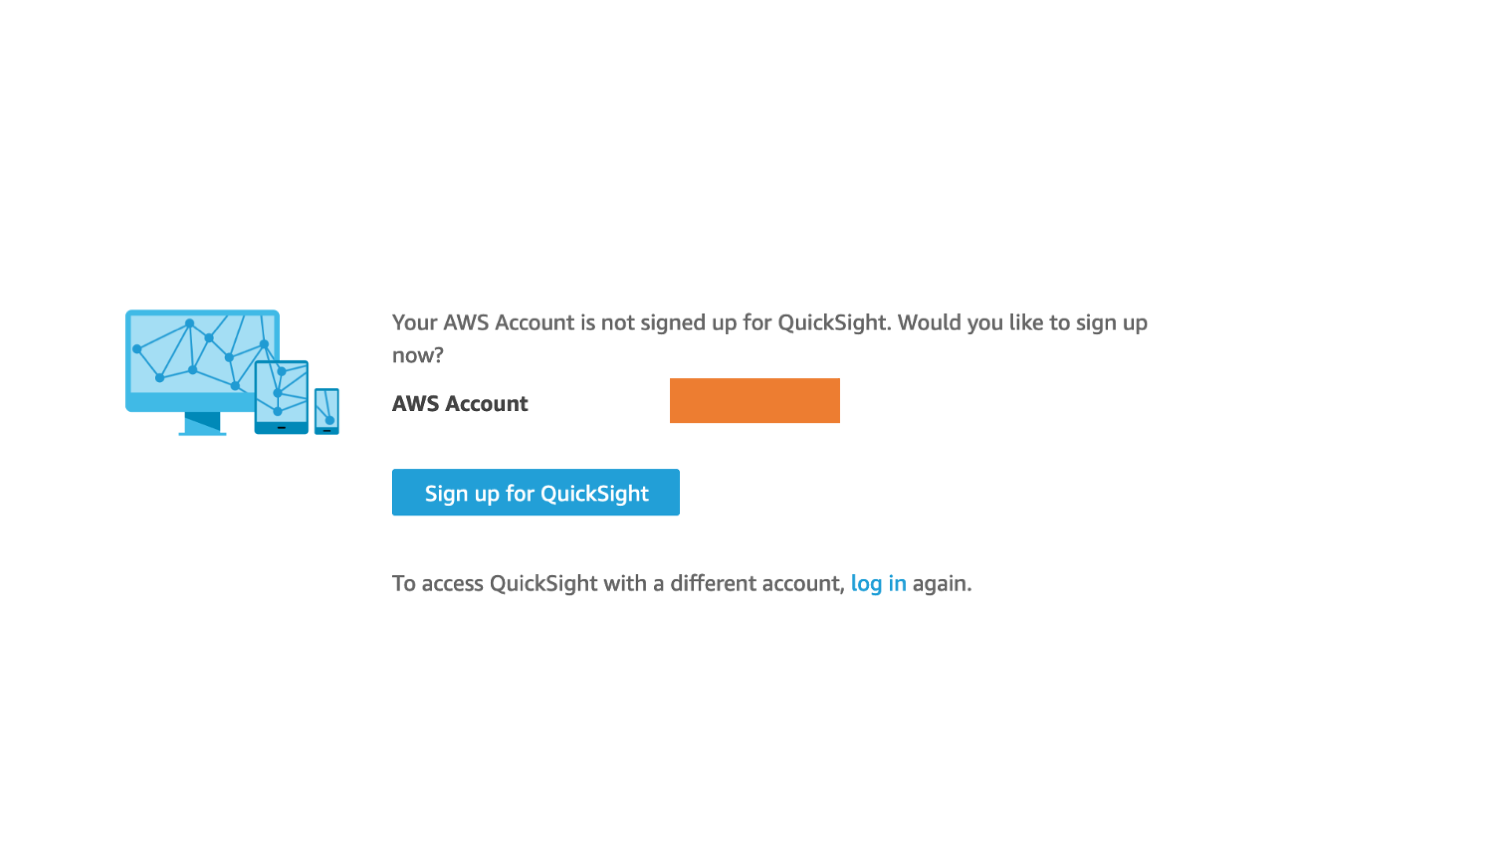 Your AWS Account is not signed up for QuickSight. Would you like to sign up
now?
AWS Account
Sign up for QuickSight
To access QuickSight with a different account, log in again.